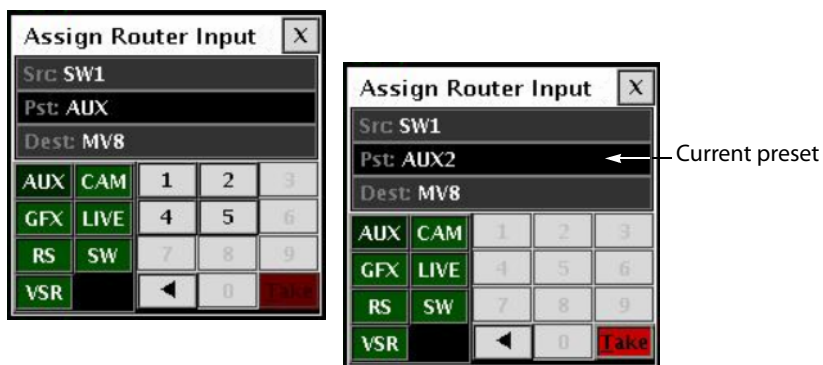 Assign Router Input X
Src: SW1
Pst: AUX
Dest: MV8
AUX CAM 1 2 3
GFX LIVE 4 5 6
RS SW 7 8 9
VSR 0 Take
Assign Router Input X
Src: SW1
Pst: AUX2
Dest: MV8
AUX CAM 1 2 3
GFX LIVE 4 5 6
RS SW 7 8 9
VSR 0 Take
Current preset